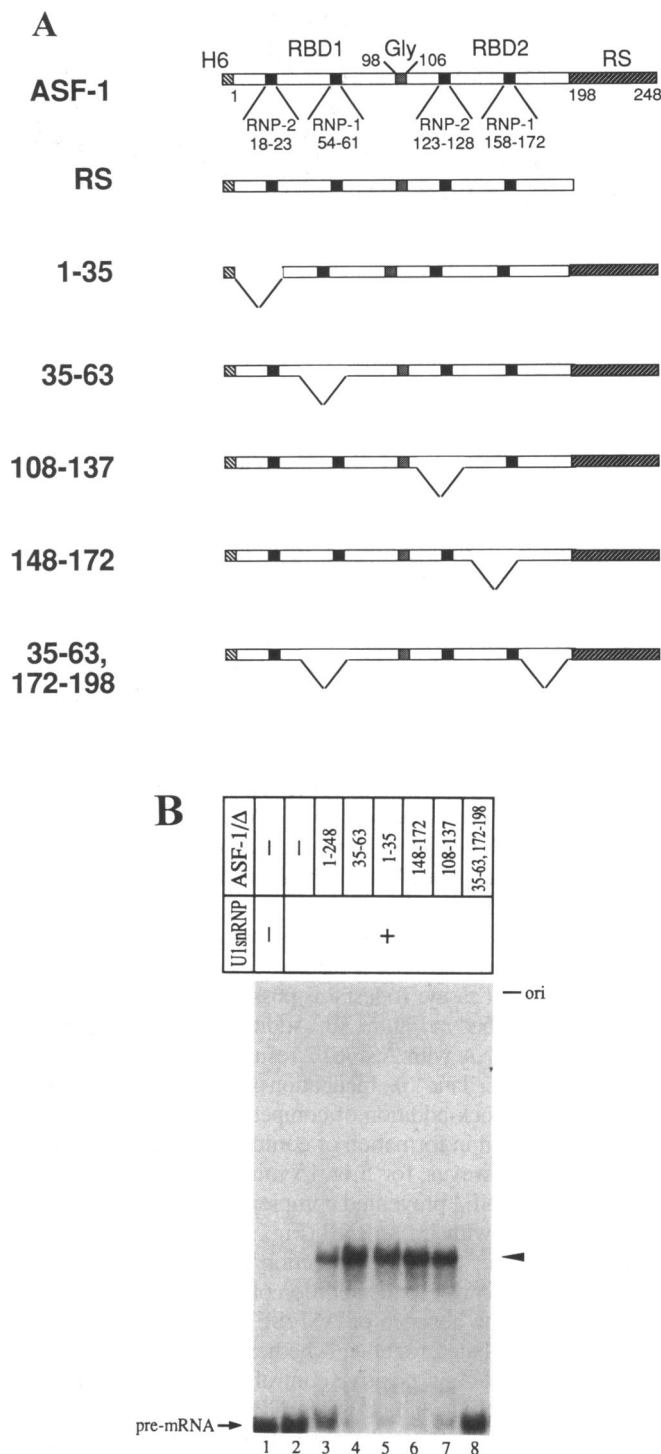 A
H6 RBD1 98 Gly 106 RBD2 RS
ASF-1
1 198 248
RNP-2 RNP-1 RNP-2 RNP-1
18-23 54-61 123-128 158-172
RS
1-35
35-63
108-137
148-172
35-63,
172-198
B
U1snRNP ASF-1/Δ
– –
–
1-248
35-63
1-35
148-172
108-137
35-63, 172-198
+
ori
pre-mRNA
1 2 3 4 5 6 7 8